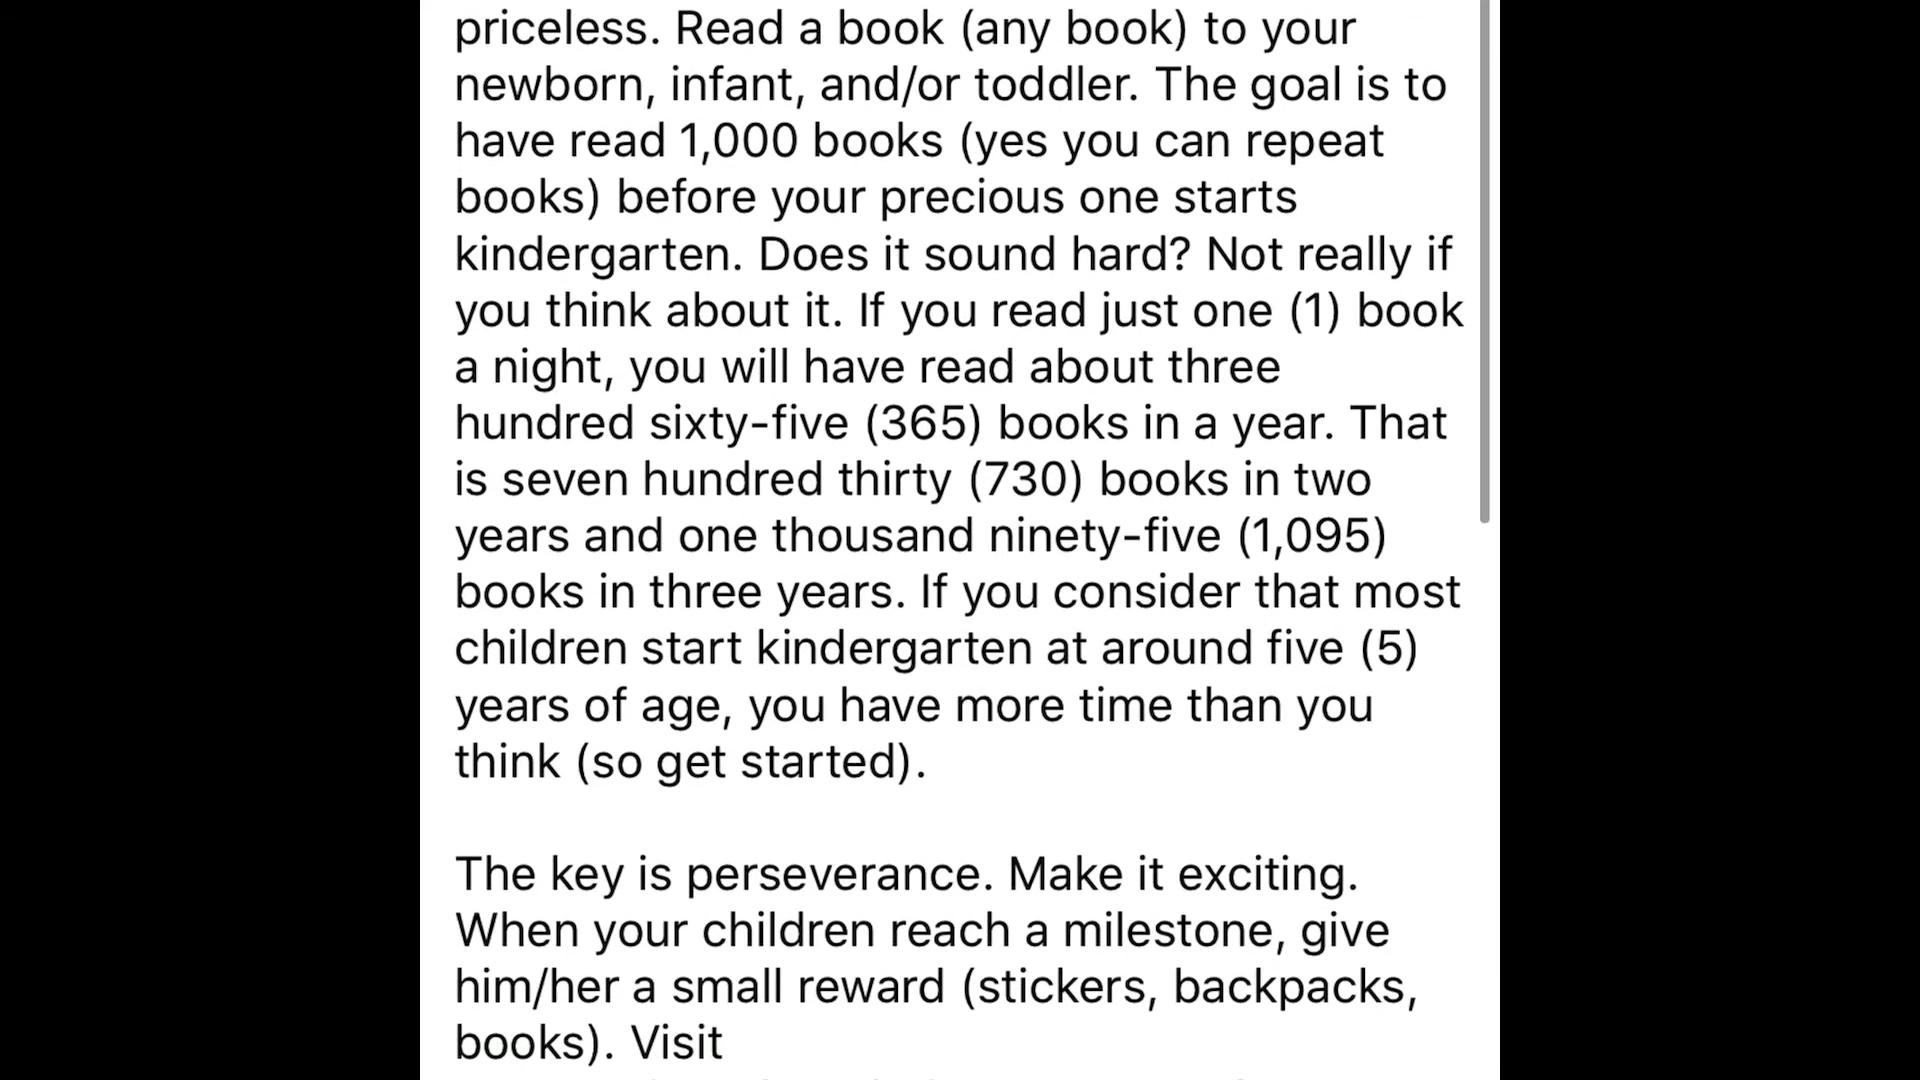 priceless. Read a book (any book) to your
newborn, infant, and/or toddler. The goal is to
have read 1,000 books (yes you can repeat
books) before your precious one starts
kindergarten. Does it sound hard? Not really if
you think about it. If you read just one (1) book
a night, you will have read about three
hundred sixty-five (365) books in a year. That
is seven hundred thirty (730) books in two
years and one thousand ninety-five (1,095)
books in three years. If you consider that most
children start kindergarten at around five (5)
years of age, you have more time than you
think (so get started).
The key is perseverance. Make it exciting.
When your children reach a milestone, give
him/her a small reward (stickers, backpacks,
books). Visit